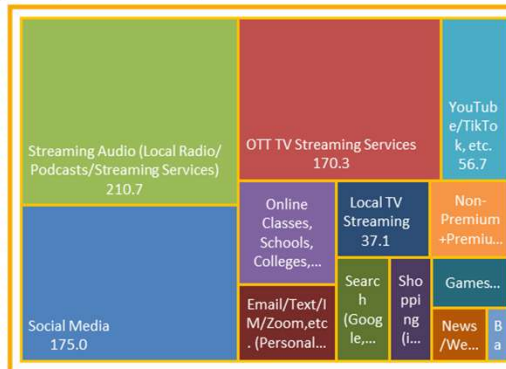 Streaming Audio (Local Radio/
Podcasts/Streaming Services)
210.7
OTT TV Streaming Services
170.3
YouTub
e/TikTo
k, etc.
56.7
Social Media
175.0
Online
Classes,
Schools,
Colleges,...
Local TV
Streaming
37.1
Non-
Premium
+Premiu...
Email/Text/I
M/Zoom,etc
. (Personal...
Searc
h
(Googl
e,...
Sho
ppi
ng
(i...
Games...
News
/We...
Ba